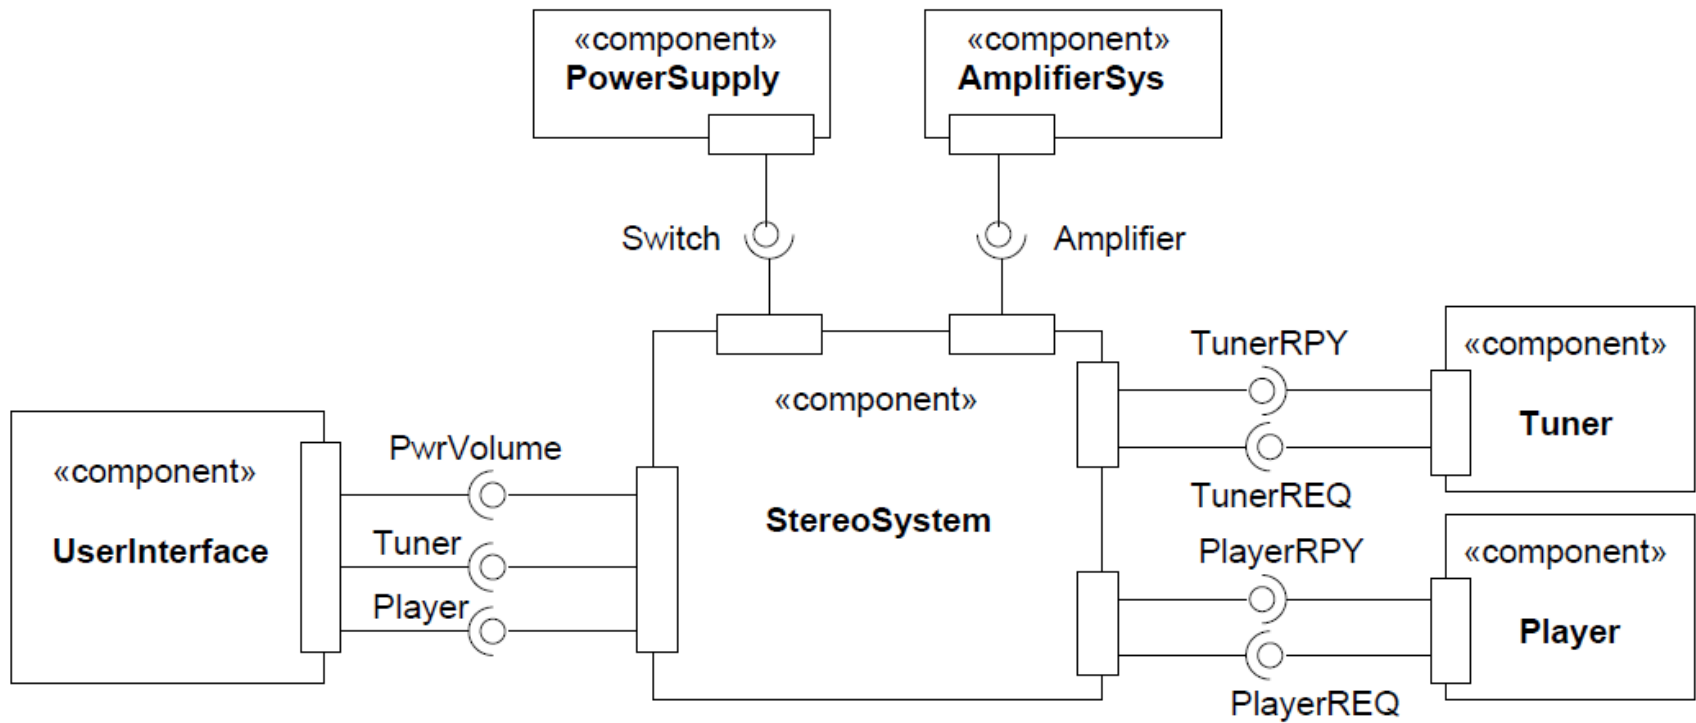 «component»
PowerSupply
«component»
AmplifierSys
Switch
Amplifier
«component»
UserInterface
PwrVolume
Tuner
Player
«component»
StereoSystem
TunerRPY
TunerREQ
PlayerRPY
PlayerREQ
«component»
Tuner
«component»
Player